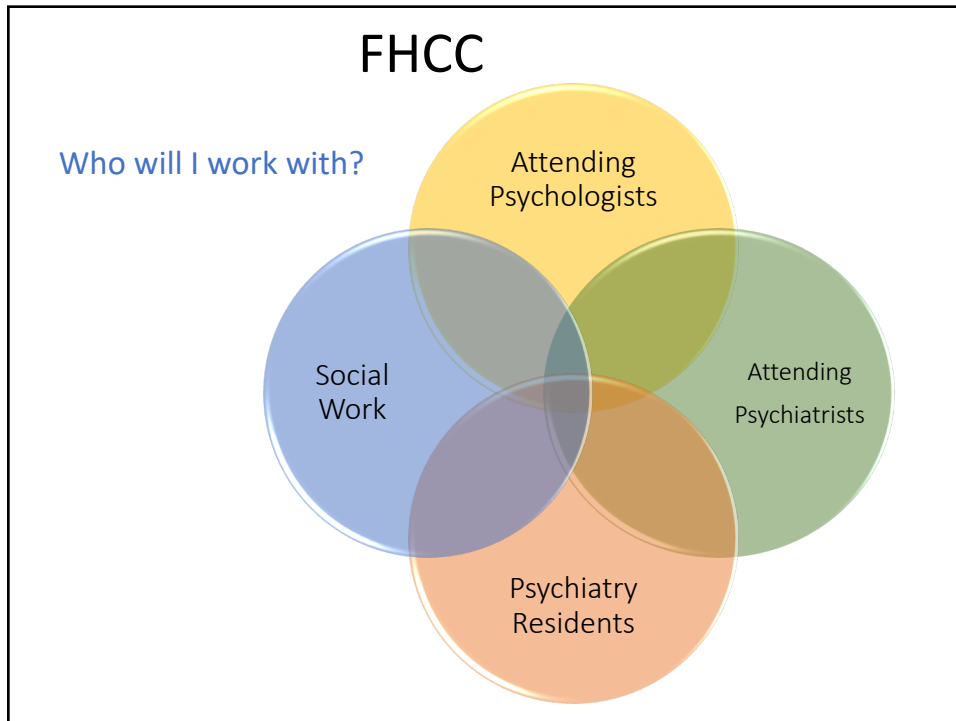 FHCC
Who will I work with?
Attending
Psychologists
Social
Work
Attending
Psychiatrists
Psychiatry
Residents